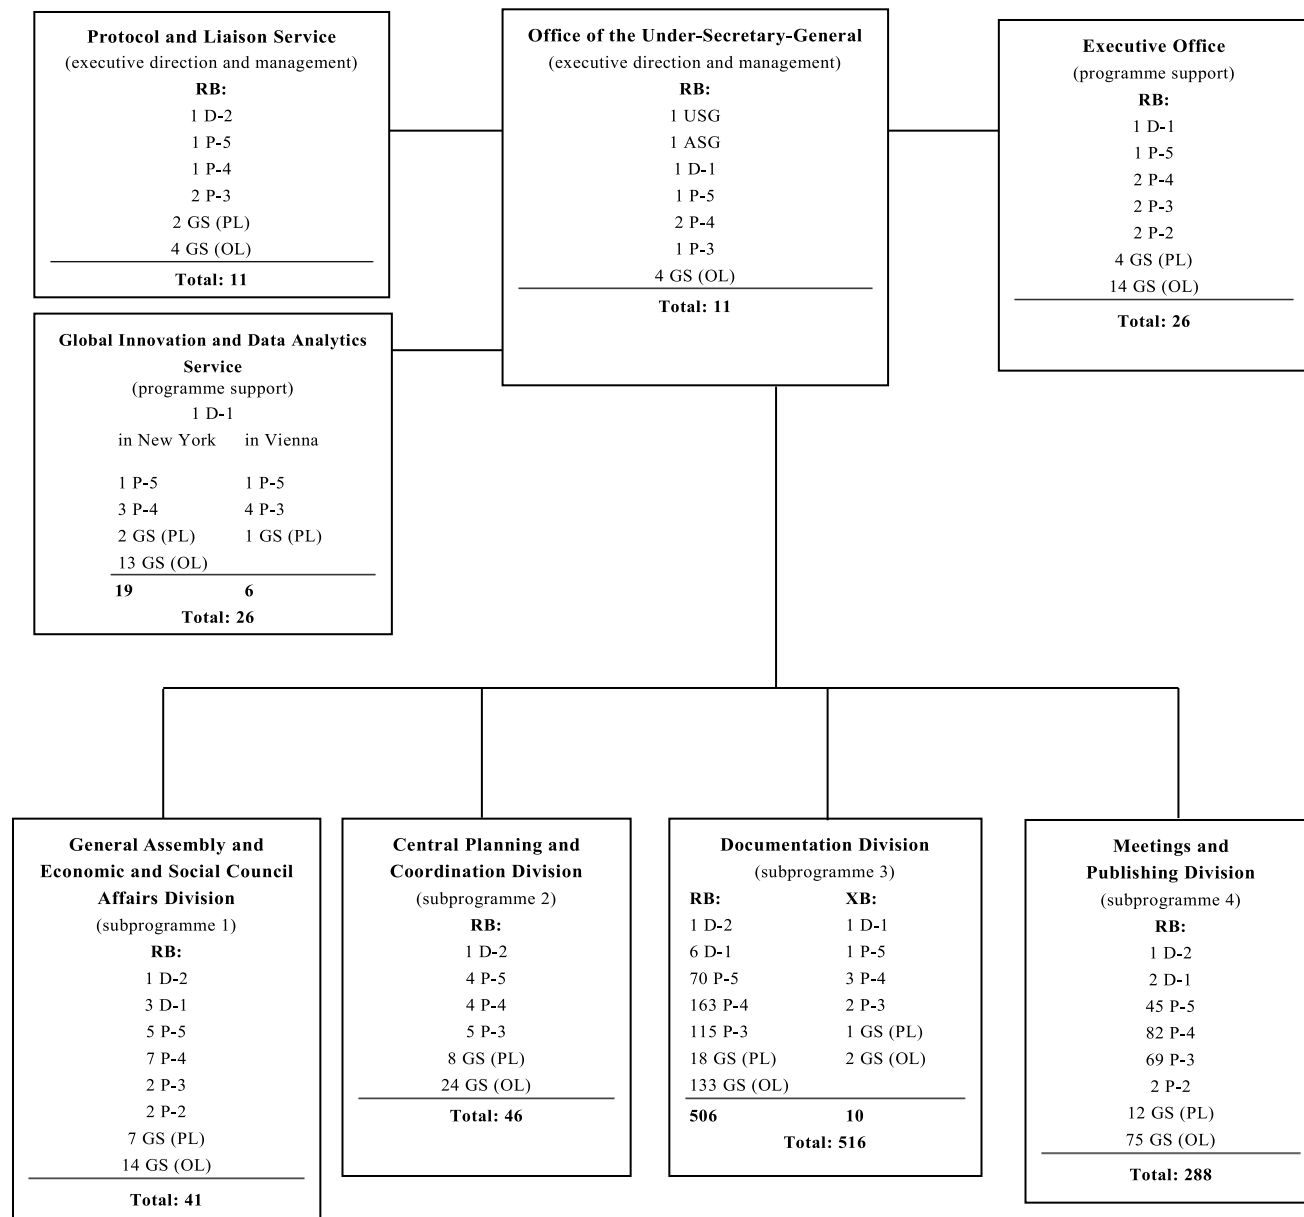 Protocol and Liaison Service
(executive direction and management)
RB:
1 D-2
1 P-5
1 P-4
2 P-3
2 GS (PL)
4 GS (OL)
Total: 11
Office of the Under-Secretary-General
(executive direction and management)
RB:
1 USG
1 ASG
1 D-1
1 P-5
2 P-4
1 P-3
4 GS (OL)
Total: 11
Executive Office
(programme support)
RB:
1 D-1
1 P-5
2 P-4
2 P-3
2 P-2
4 GS (PL)
14 GS (OL)
Total: 26
Global Innovation and Data Analytics
Service
(programme support)
1 D-1
in New York in Vienna
1 P-5 1 P-5
3 P-4 4 P-3
2 GS (PL) 1 GS (PL)
13 GS (OL)
19 6
Total: 26
General Assembly and
Economic and Social Council
Affairs Division
(subprogramme 1)
RB:
1 D-2
3 D-1
5 P-5
7 P-4
2 P-3
2 P-2
7 GS (PL)
14 GS (OL)
Total: 41
Central Planning and
Coordination Division
(subprogramme 2)
RB:
1 D-2
4 P-5
4 P-4
5 P-3
8 GS (PL)
24 GS (OL)
Total: 46
Documentation Division
(subprogramme 3)
RB: XB:
1 D-2 1 D-1
6 D-1 1 P-5
70 P-5 3 P-4
163 P-4 2 P-3
115 P-3 1 GS (PL)
18 GS (PL) 2 GS (OL)
133 GS (OL)
506 10
Total: 516
Meetings and
Publishing Division
(subprogramme 4)
RB:
1 D-2
2 D-1
45 P-5
82 P-4
69 P-3
2 P-2
12 GS (PL)
75 GS (OL)
Total: 288